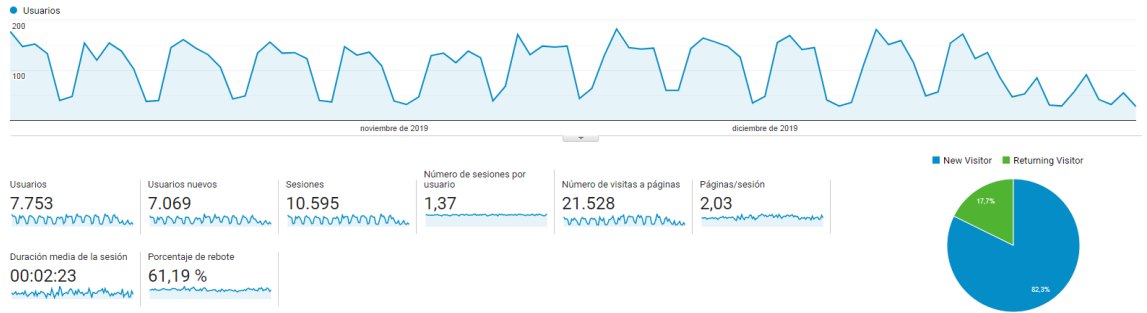 Usuarios
200
100
noviembre de 2019
diciembre de 2019
New Visitor
Returning Visitor
Usuarios
7.753
Usuarios nuevos
7.069
Sesiones
10.595
Número de sesiones por
usuario
1,37
Número de visitas a páginas
21.528
Páginas/sesión
2,03
17,7%
82,3%
Duración media de la sesión
00:02:23
Porcentaje de rebote
61,19 %